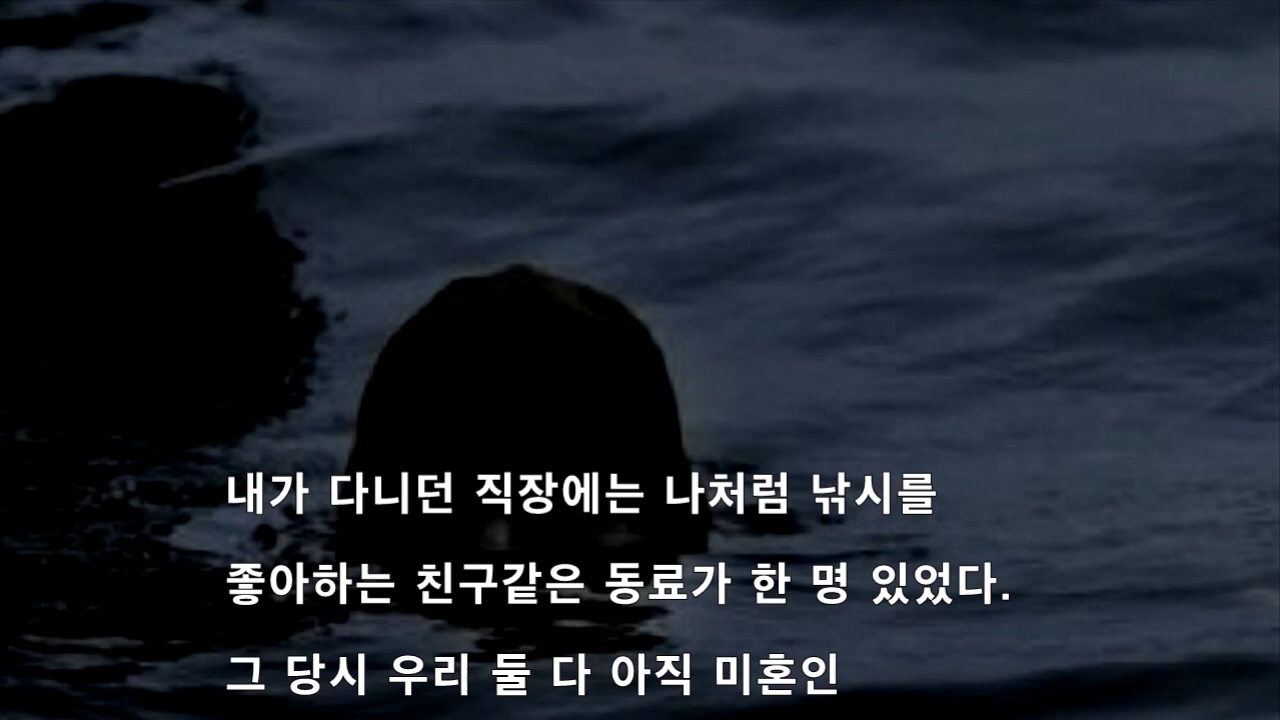 내가 다니던 직장에는 나처럼 낚시를
좋아하는 친구같은 동료가 한 명 있었다.
그 당시 우리 둘 다 아직 미혼인